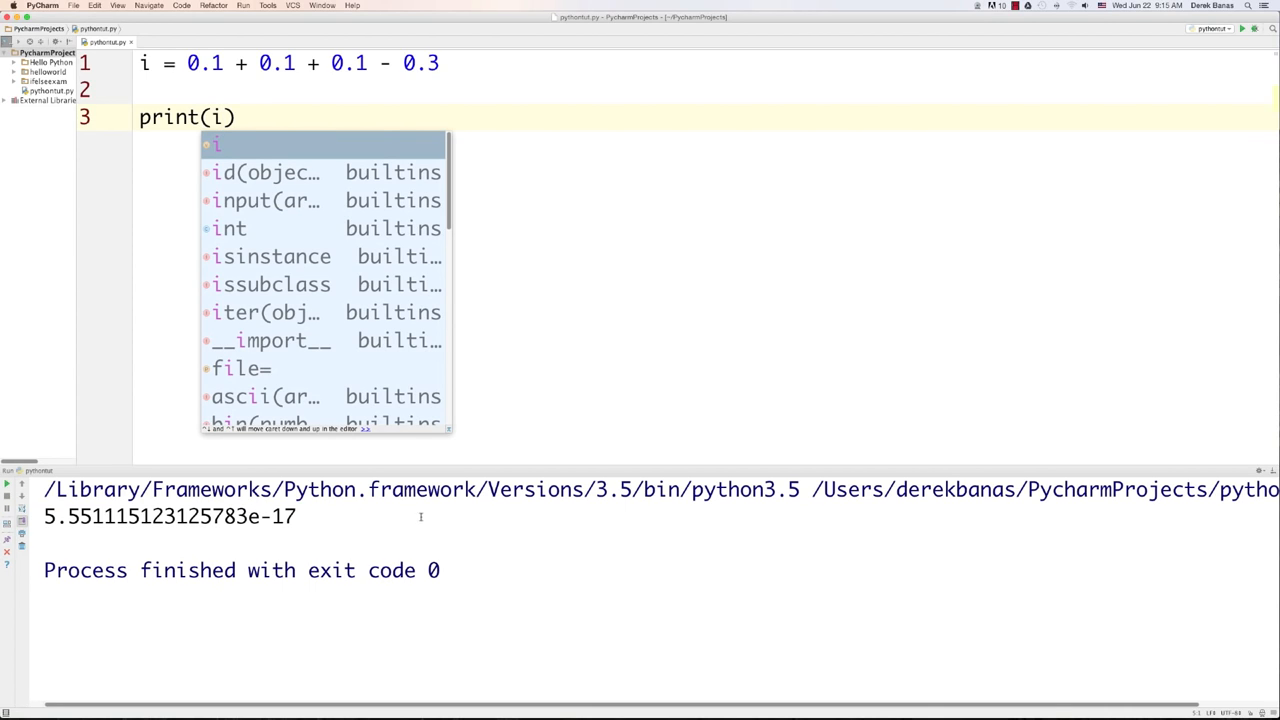 PyCharm File Edit View Navigate Code Refactor Run Tools VCS Window Help 10 Wed Jun 22 9:15 AM Derek Banas
pythontut.py - PycharmProjects - [~/PycharmProjects]
PycharmProjects pythontut.py pythontut
pythontut.py
PycharmProject
Hello Python
helloworld
ifelseexam
pythontut.py
External Librarie
1 i = 0.1 + 0.1 + 0.1 - 0.3
2
3 print(i)
i
id(objec… builtins
input(ar… builtins
int builtins
isinstance builti…
issubclass builti…
iter(obj… builtins
__import__ builti…
file=
ascii(ar… builtins
bin(numb… builtins
^↓ and ^↑ will move caret down and up in the editor >>
Run pythontut
/Library/Frameworks/Python.framework/Versions/3.5/bin/python3.5 /Users/derekbanas/PycharmProjects/pytho
5.551115123125783e-17
Process finished with exit code 0
5:1 LF÷ UTF-8÷